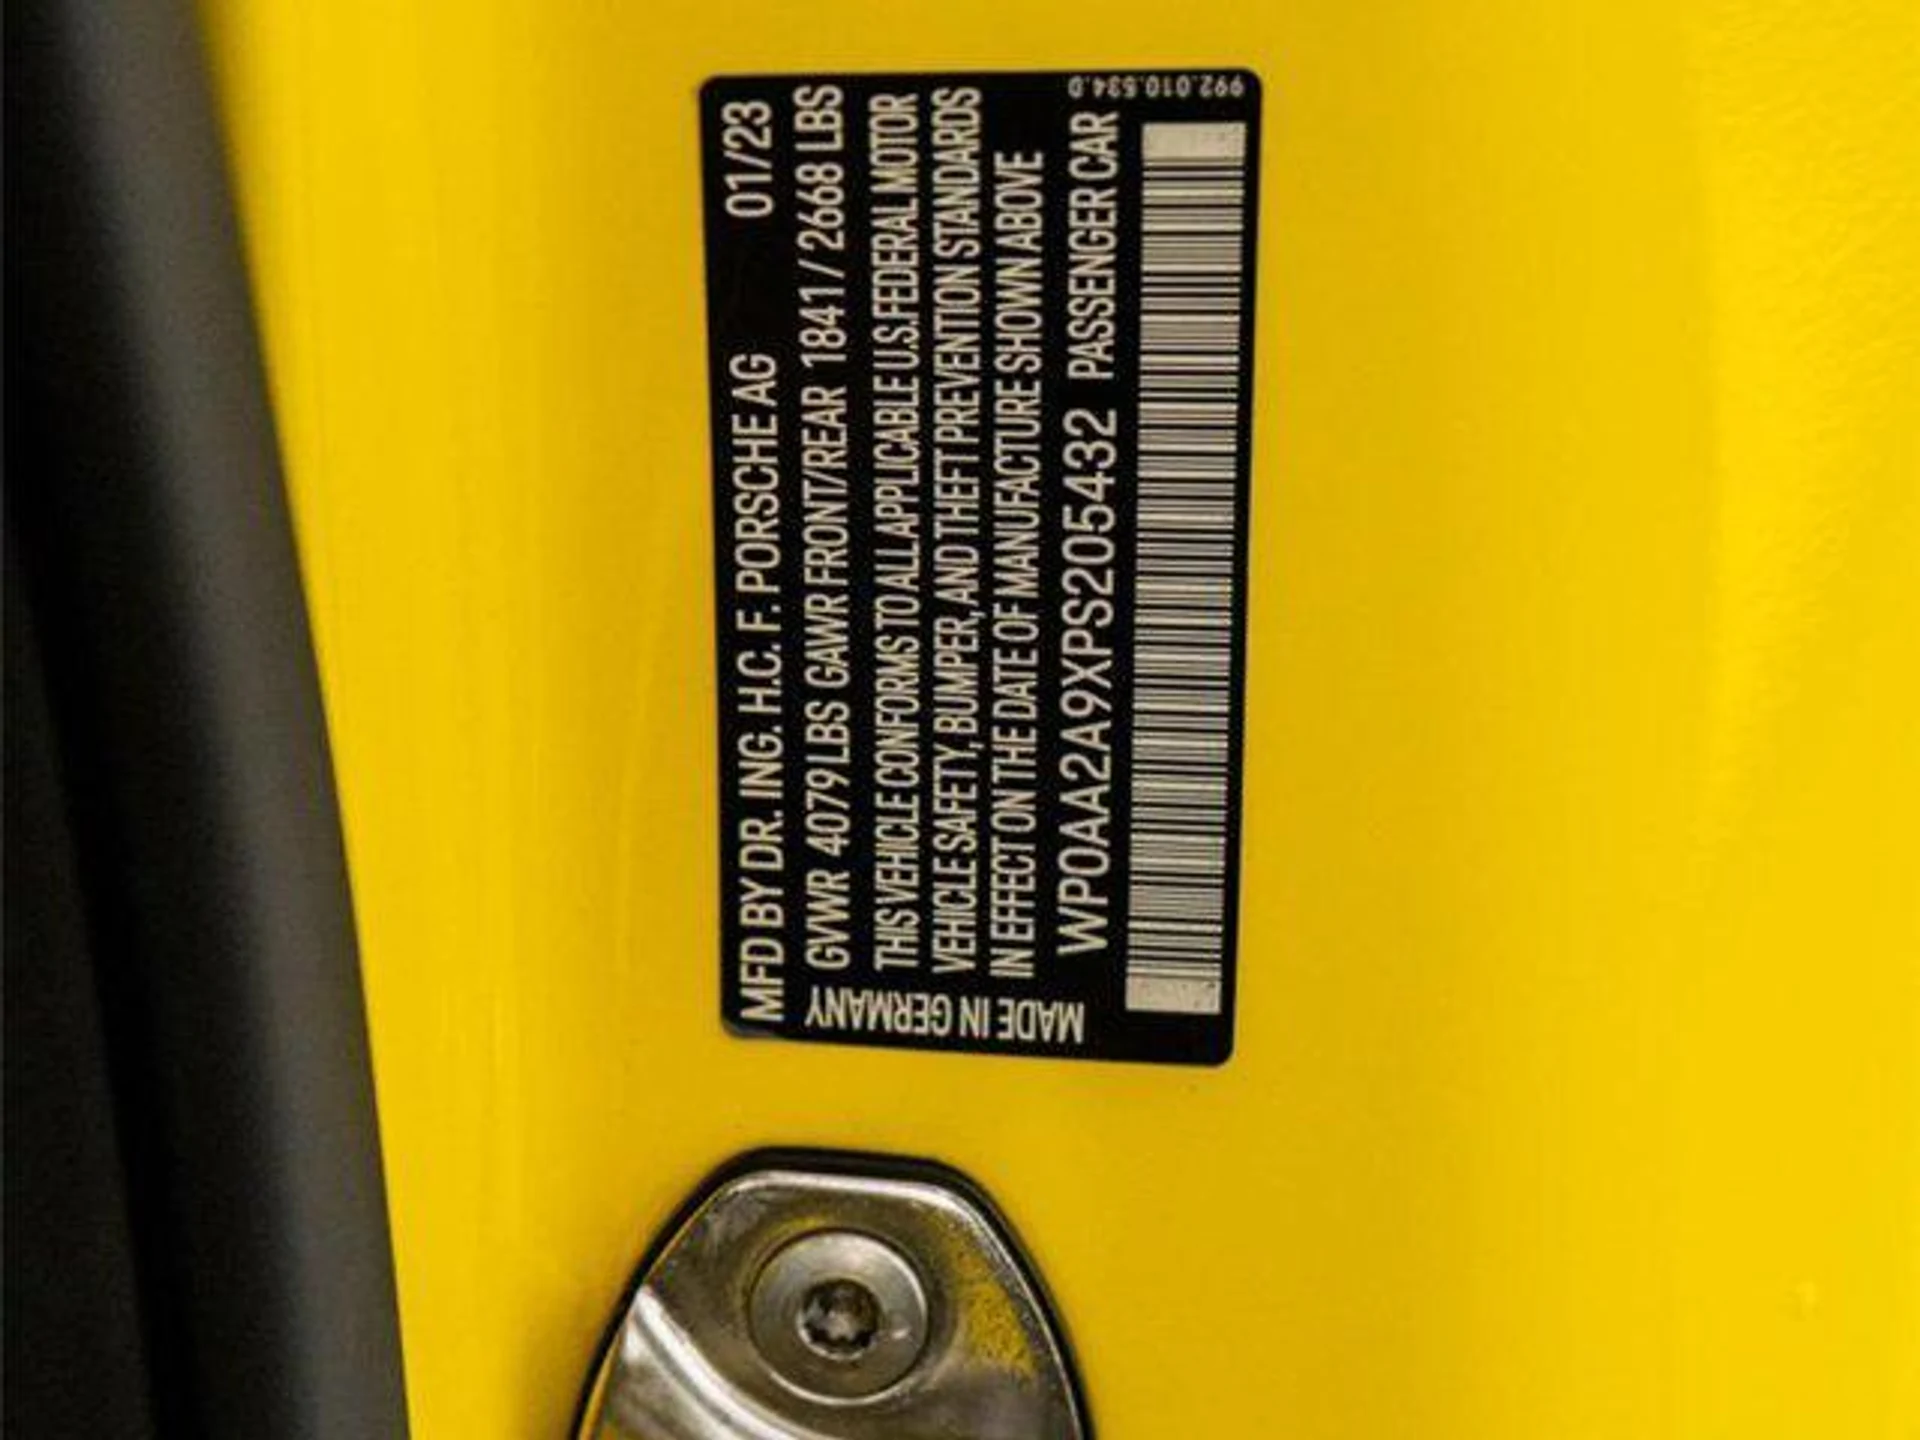 MFD BY DR. ING. H.C. F. PORSCHE AG 01/23
GVWR 4079 LBS GAWR FRONT/REAR 1841 / 2668 LBS
THIS VEHICLE CONFORMS TO ALL APPLICABLE U.S. FEDERAL MOTOR
VEHICLE SAFETY, BUMPER, AND THEFT PREVENTION STANDARDS
IN EFFECT ON THE DATE OF MANUFACTURE SHOWN ABOVE
WP0AA2A9XPS205432 PASSENGER CAR
MADE IN GERMANY
992.010.534.D